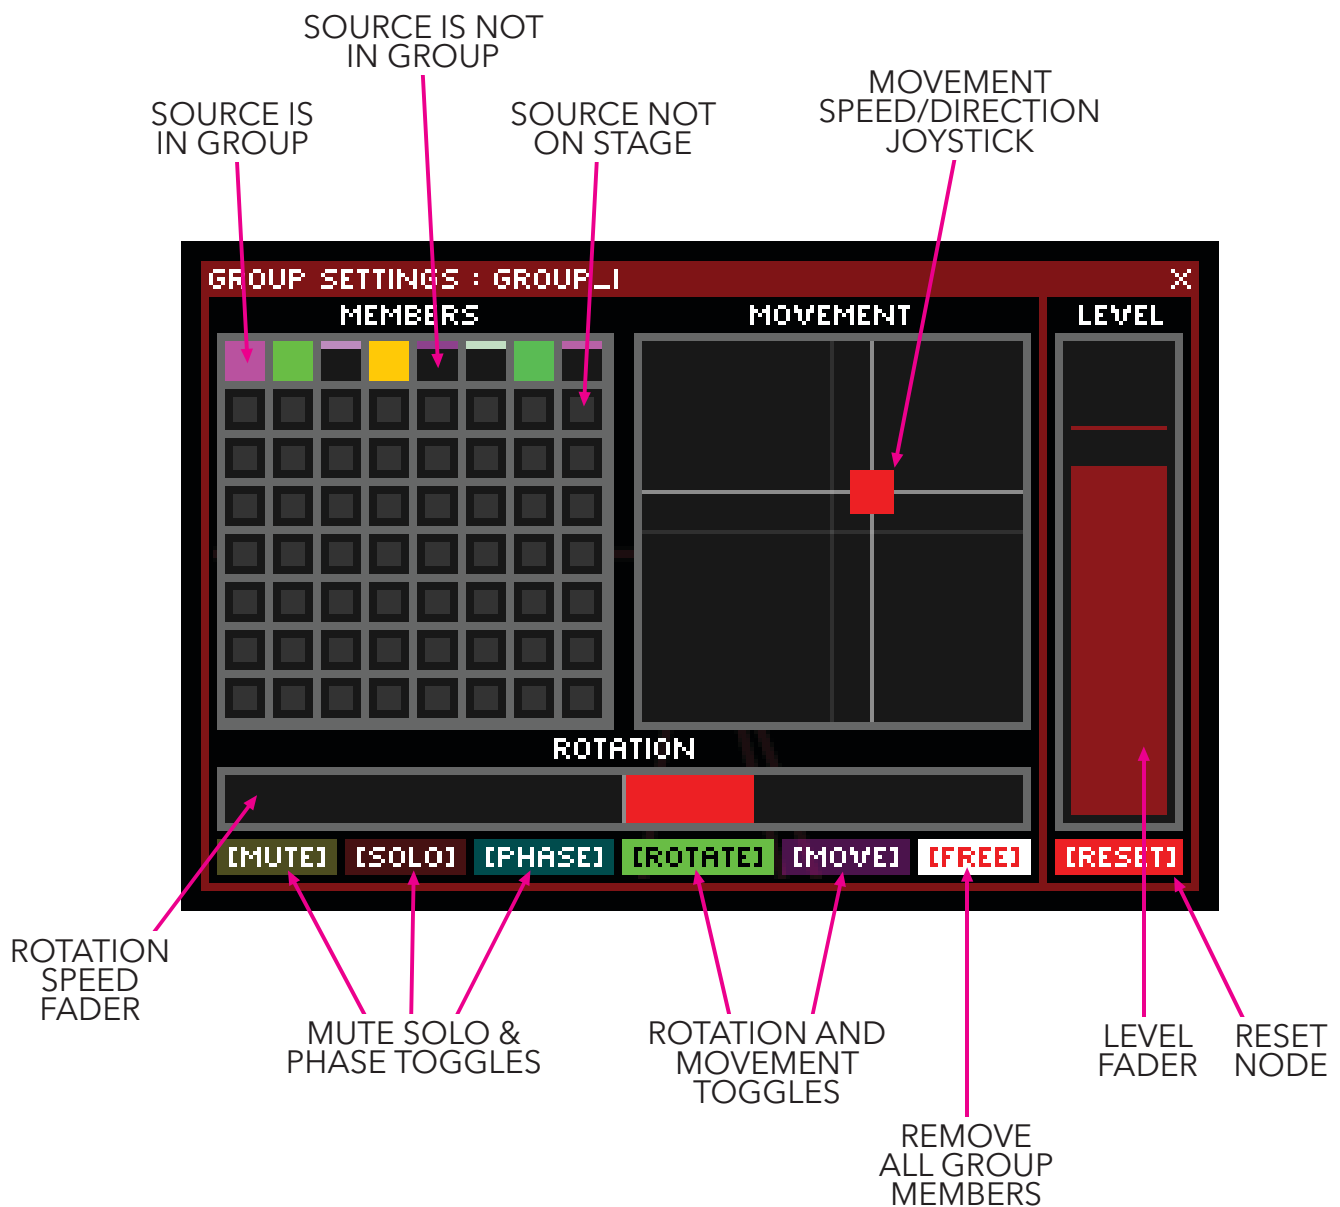 SOURCE IS NOT
IN GROUP
SOURCE IS
IN GROUP
SOURCE NOT
ON STAGE
MOVEMENT
SPEED/DIRECTION
JOYSTICK
GROUP SETTINGS : GROUP_1
X
MEMBERS
MOVEMENT
LEVEL
ROTATION
[MUTE]
[SOLO]
[PHASE]
[ROTATE]
[MOVE]
[FREE]
[RESET]
ROTATION
SPEED
FADER
MUTE SOLO &
PHASE TOGGLES
ROTATION AND
MOVEMENT
TOGGLES
LEVEL
FADER
RESET
NODE
REMOVE
ALL GROUP
MEMBERS